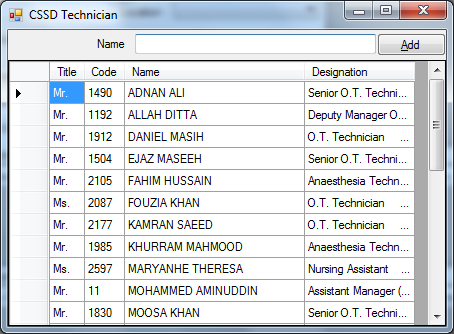 CSSD Technician
Name Add
Title Code Name Designation
Mr. 1490 ADNAN ALI Senior O.T. Techni...
Mr. 1192 ALLAH DITTA Deputy Manager O...
Mr. 1912 DANIEL MASIH O.T. Technician ...
Mr. 1504 EJAZ MASEEH Senior O.T. Techni...
Mr. 2105 FAHIM HUSSAIN Anaesthesia Techn...
Ms. 2087 FOUZIA KHAN O.T. Technician ...
Mr. 2177 KAMRAN SAEED O.T. Technician ...
Mr. 1985 KHURRAM MAHMOOD Anaesthesia Techn...
Ms. 2597 MARYANHE THERESA Nursing Assistant ...
Mr. 11 MOHAMMED AMINUDDIN Assistant Manager (...
Mr. 1830 MOOSA KHAN Senior O.T. Techni...